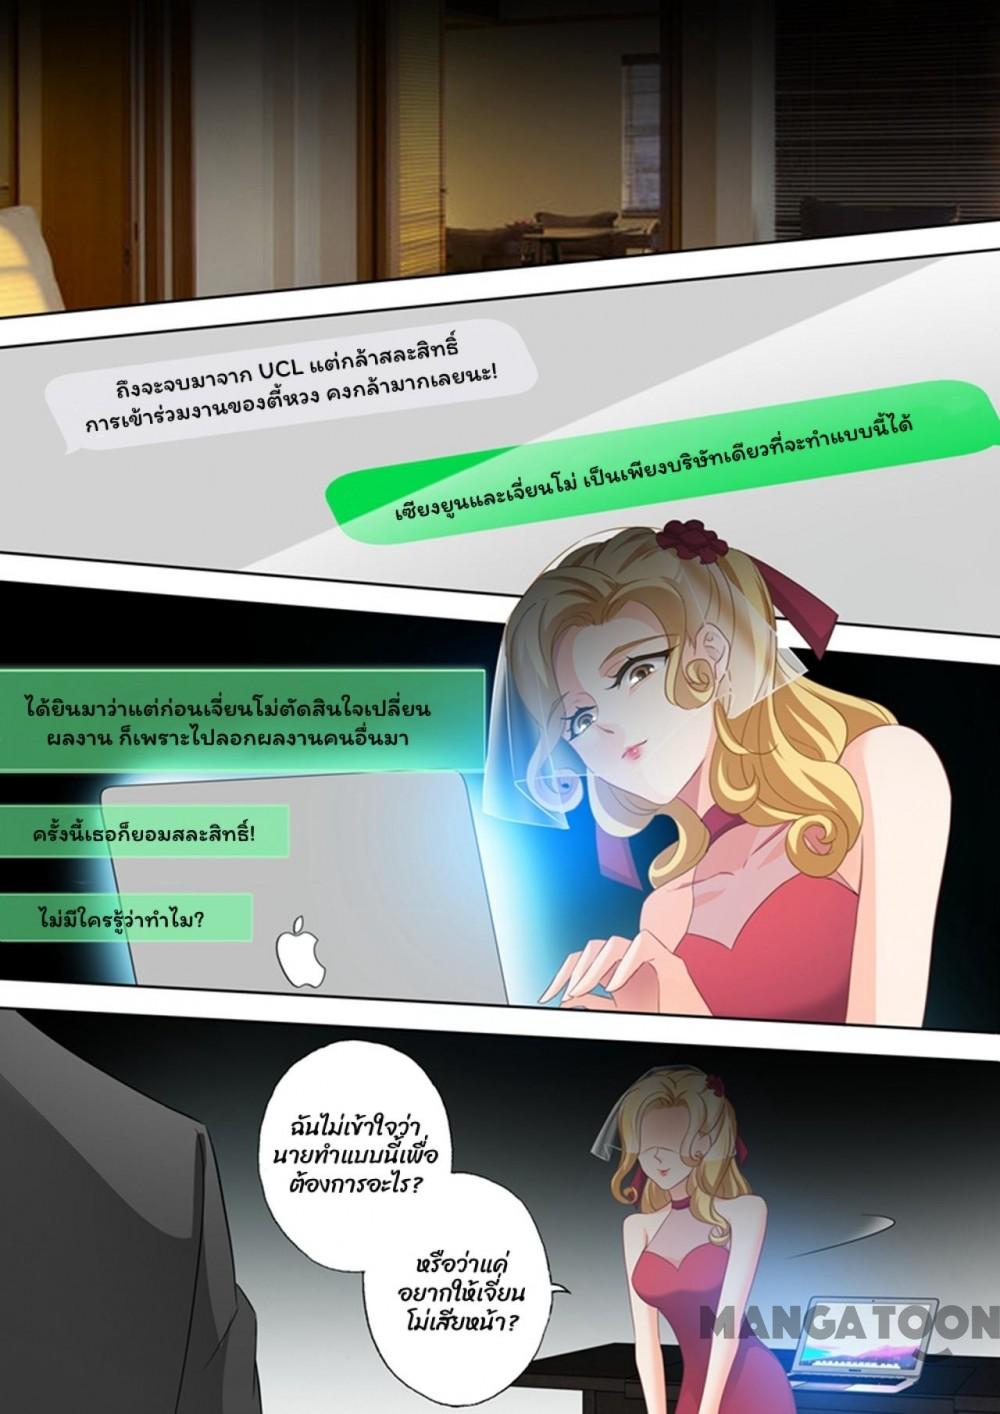 ถึงจะจบมาจาก UCL แต่กล้าสละสิทธิ์
การเข้าร่วมงานของตี้หวง คงกล้ามากเลยนะ!
เซียงยูนและเจี่ยนโม่ เป็นเพียงบริษัทเดียวที่จะทำแบบนี้ได้
ได้ยินมาว่าแต่ก่อนเจี่ยนโม่ตัดสินใจเปลี่ยน
ผลงาน ก็เพราะไปลอกผลงานคนอื่นมา
ครั้งนี้เธอก็ยอมสละสิทธิ์!
ไม่มีใครรู้ว่าทำไม?
ฉันไม่เข้าใจว่า
นายทำแบบนี้เพื่อ
ต้องการอะไร?
หรือว่าแค่
อยากให้เจี่ยน
โม่เสียหน้า?
MANGATOON